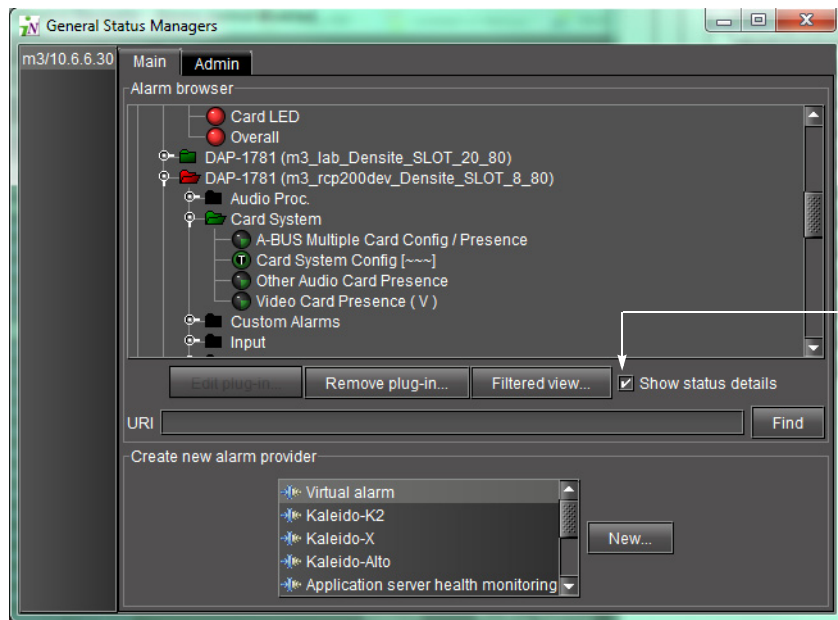 iN General Status Managers
m3/10.6.6.30
Main Admin
Alarm browser
Card LED
Overall
DAP-1781 (m3_lab_Densite_SLOT_20_80)
DAP-1781 (m3_rcp200dev_Densite_SLOT_8_80)
Audio Proc.
Card System
A-BUS Multiple Card Config / Presence
T Card System Config [~~~]
Other Audio Card Presence
Video Card Presence ( V )
Custom Alarms
Input
Edit plug-in... Remove plug-in... Filtered view... Show status details
URI Find
Create new alarm provider
Virtual alarm
Kaleido-K2
Kaleido-X
Kaleido-Alto
Application server health monitoring
New...